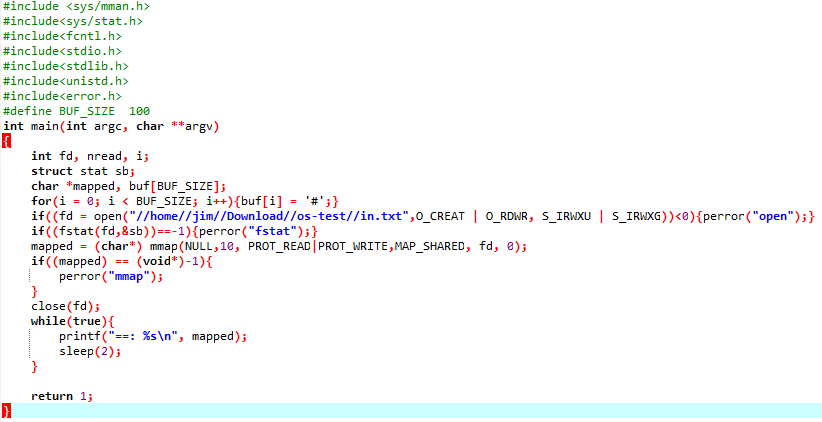 #include <sys/mman.h>
#include<sys/stat.h>
#include<fcntl.h>
#include<stdio.h>
#include<stdlib.h>
#include<unistd.h>
#include<error.h>
#define BUF_SIZE  100
int main(int argc, char **argv)
{
    int fd, nread, i;
    struct stat sb;
    char *mapped, buf[BUF_SIZE];
    for(i = 0; i < BUF_SIZE; i++){buf[i] = '#';}
    if((fd = open("//home//jim//Download//os-test//in.txt",O_CREAT | O_RDWR, S_IRWXU | S_IRWXG))<0){perror("open");}
    if((fstat(fd,&sb))==-1){perror("fstat");}
    mapped = (char*) mmap(NULL,10, PROT_READ|PROT_WRITE,MAP_SHARED, fd, 0);
    if((mapped) == (void*)-1){
        perror("mmap");
    }
    close(fd);
    while(true){
        printf("==: %s\n", mapped);
        sleep(2);
    }
    return 1;
}